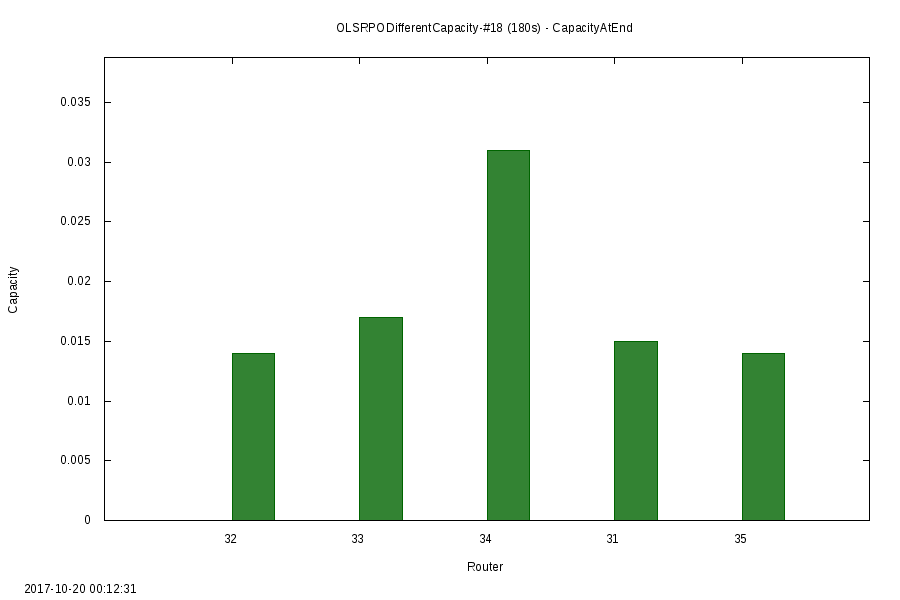 OLSRPODifferentCapacity-#18 (180s) - CapacityAtEnd
0.035
0.03
0.025
0.02
0.015
0.01
0.005
0
Capacity
32 33 34 31 35
Router
2017-10-20 00:12:31